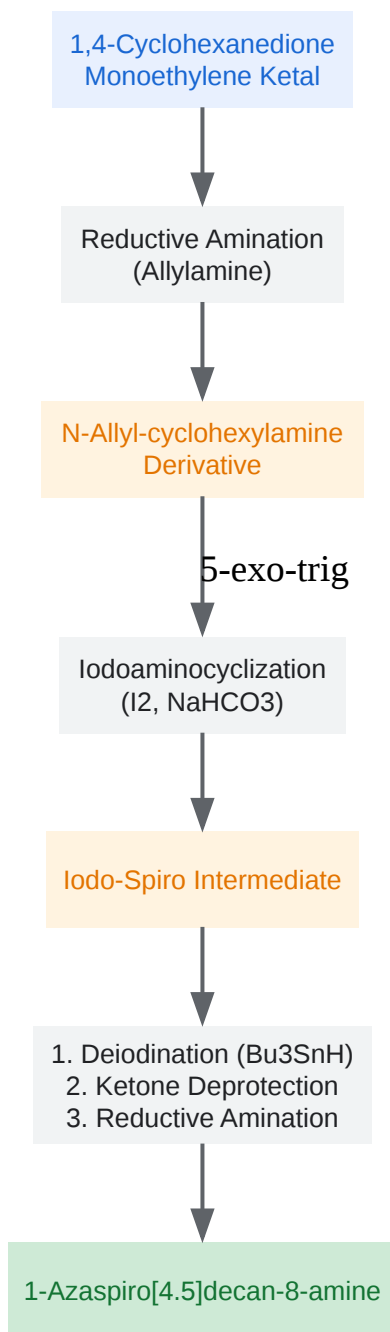 1,4-Cyclohexanedione
Monoethylene Ketal
Reductive Amination
(Allylamine)
N-Allyl-cyclohexylamine
Derivative
5-exo-trig
Iodoaminocyclization
(I2, NaHCO3)
Iodo-Spiro Intermediate
1. Deiodination (Bu3SnH)
2. Ketone Deprotection
3. Reductive Amination
1-Azaspiro[4.5]decan-8-amine